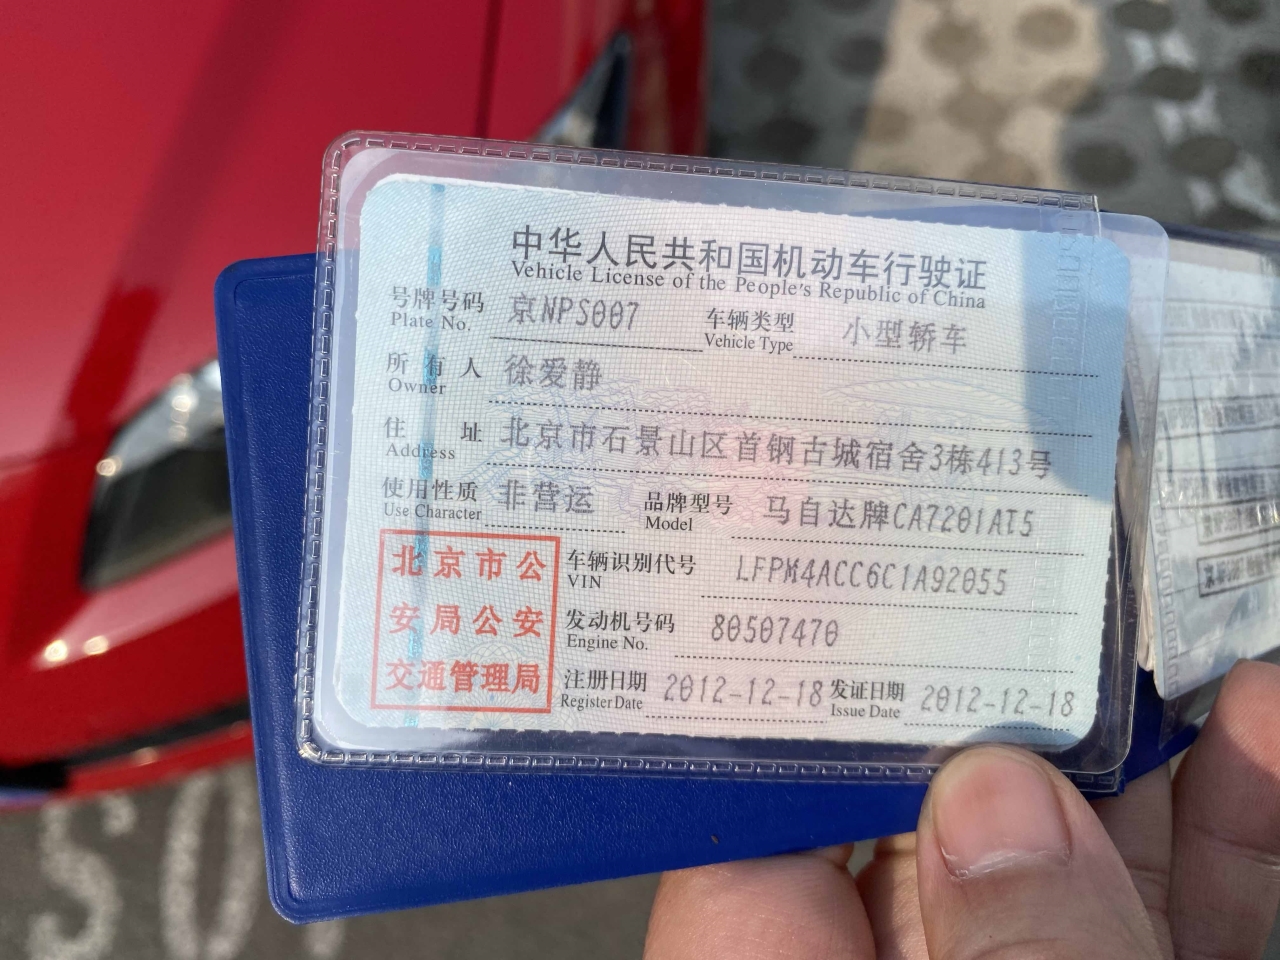 中华人民共和国机动车行驶证
Vehicle License of the People's Republic of China
号牌号码 京NPS007 车辆类型 小型轿车
Plate No. Vehicle Type
所有人 徐爱静
Owner
住址 北京市石景山区首钢古城宿舍3栋413号
Address
使用性质 非营运 品牌型号 马自达牌CA7201AT5
Use Character Model
北京市公
安局公安
交通管理局
车辆识别代号 LFPM4ACC6C1A92055
VIN
发动机号码 80507470
Engine No.
注册日期 2012-12-18 发证日期 2012-12-18
Register Date Issue Date